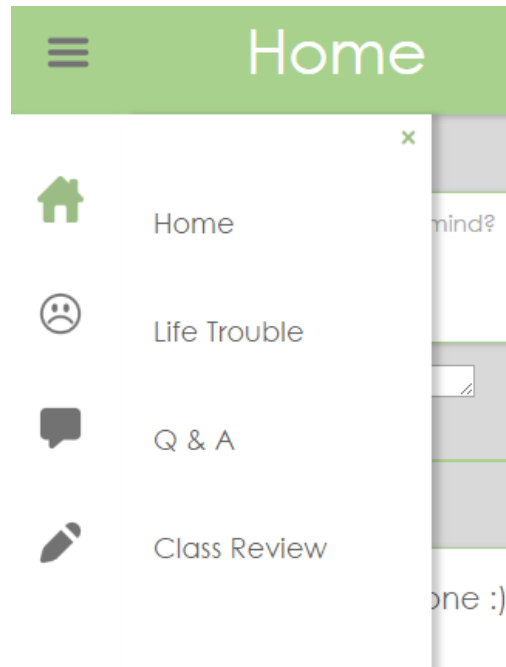 Home
×
Home
mind?
Life Trouble
Q & A
Class Review
one :)